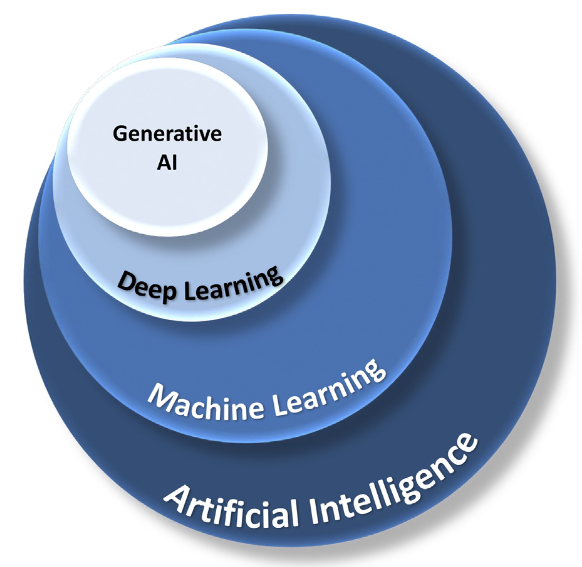 Generative
AI
Deep Learning
Machine Learning
Artificial Intelligence